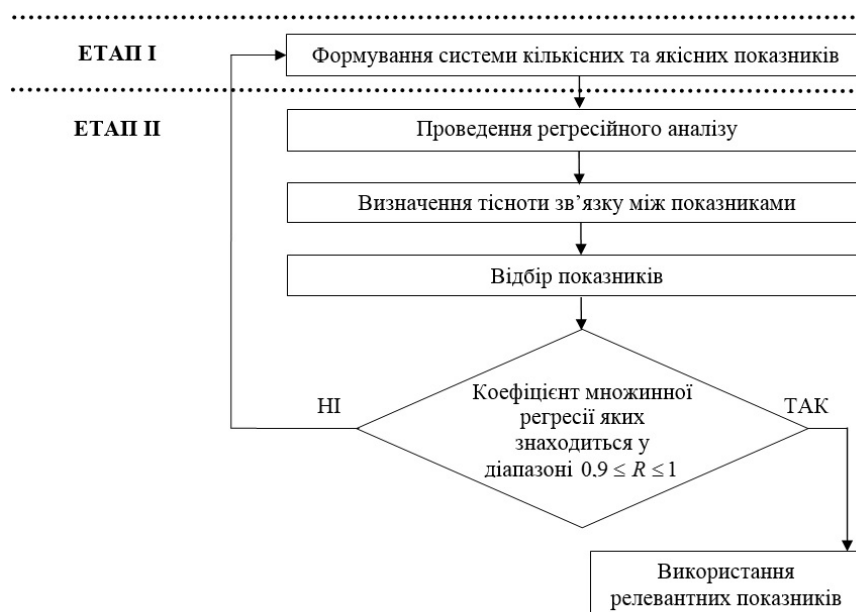 ЕТАП І
Формування системи кількісних та якісних показників
ЕТАП ІІ
Проведення регресійного аналізу
Визначення тісноти зв’язку між показниками
Відбір показників
НІ
Коефіцієнт множинної
регресії яких
знаходиться у
діапазоні 0,9 ≤ R ≤ 1
ТАК
Використання
релевантних показників